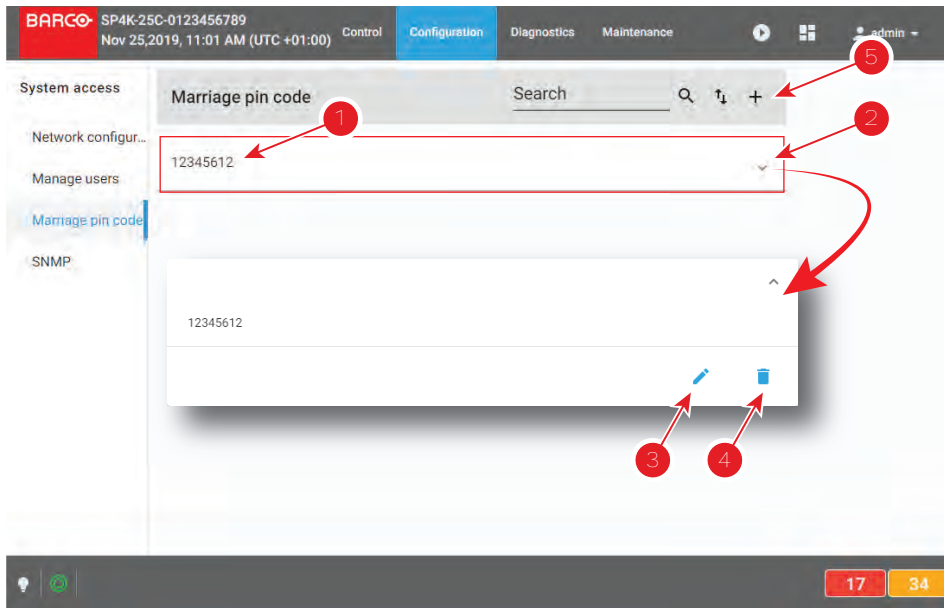 BARCO SP4K-25C-0123456789
Nov 25,2019, 11:01 AM (UTC +01:00)
Control Configuration Diagnostics Maintenance admin
System access
Network configur...
Manage users
Marriage pin code
SNMP
Marriage pin code Search
5
1
2
12345612
12345612
3
4
17 34